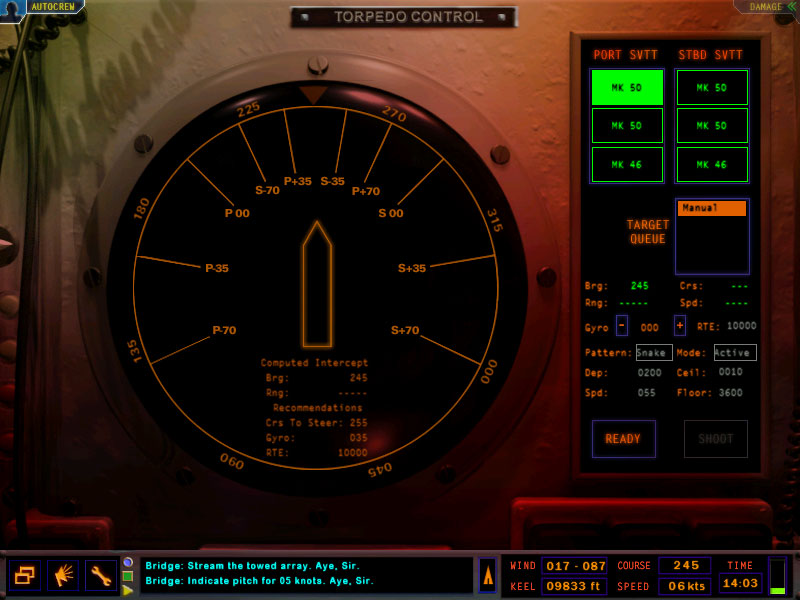 AUTOCREW
TORPEDO CONTROL
DAMAGE
PORT SVTT STBD SVTT
MK 50 MK 50
MK 50 MK 50
MK 46 MK 46
TARGET QUEUE
Manual
Brg: 245 Crs: ---
Rng: ----- Spd: ----
Gyro - 000 + RTE: 10000
Pattern: Snake Mode: Active
Dep: 0200 Ceil: 0010
Spd: 055 Floor: 3600
READY SHOOT
225 270
180 315
135 000
090 045
S-70 P+35 S-35 P+70
P 00 S 00
P-35 S+35
P-70 S+70
Computed Intercept
Brg: 245
Rng: -----
Recommendations
Crs To Steer: 255
Gyro: 035
RTE: 10000
Bridge: Stream the towed array. Aye, Sir.
Bridge: Indicate pitch for 05 knots. Aye, Sir.
WIND 017 - 087 COURSE 245 TIME
KEEL 09833 ft SPEED 06 kts 14:03